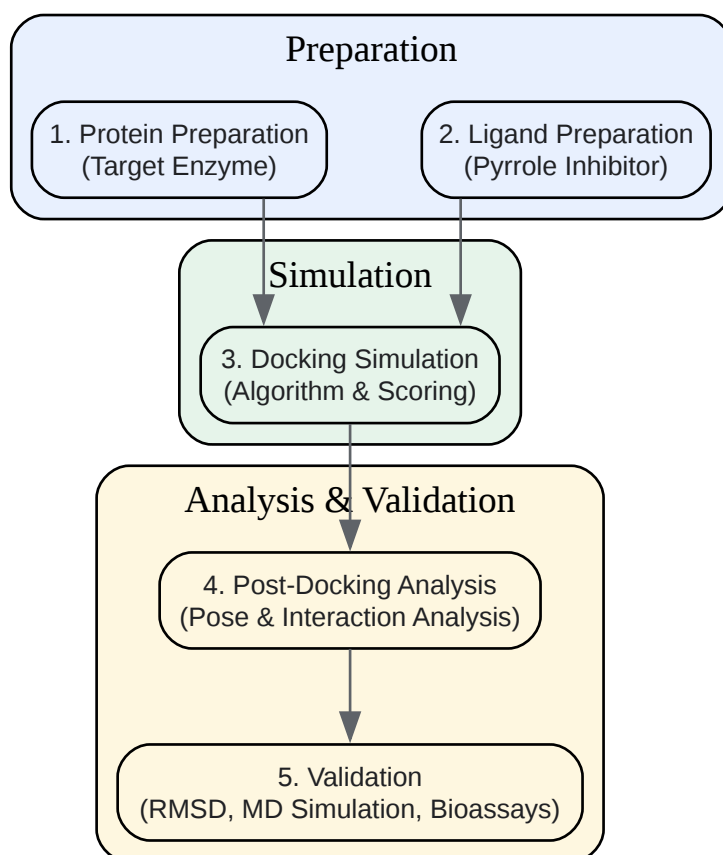 Preparation
1. Protein Preparation
(Target Enzyme)
2. Ligand Preparation
(Pyrrole Inhibitor)
Simulation
3. Docking Simulation
(Algorithm & Scoring)
Analysis & Validation
4. Post-Docking Analysis
(Pose & Interaction Analysis)
5. Validation
(RMSD, MD Simulation, Bioassays)